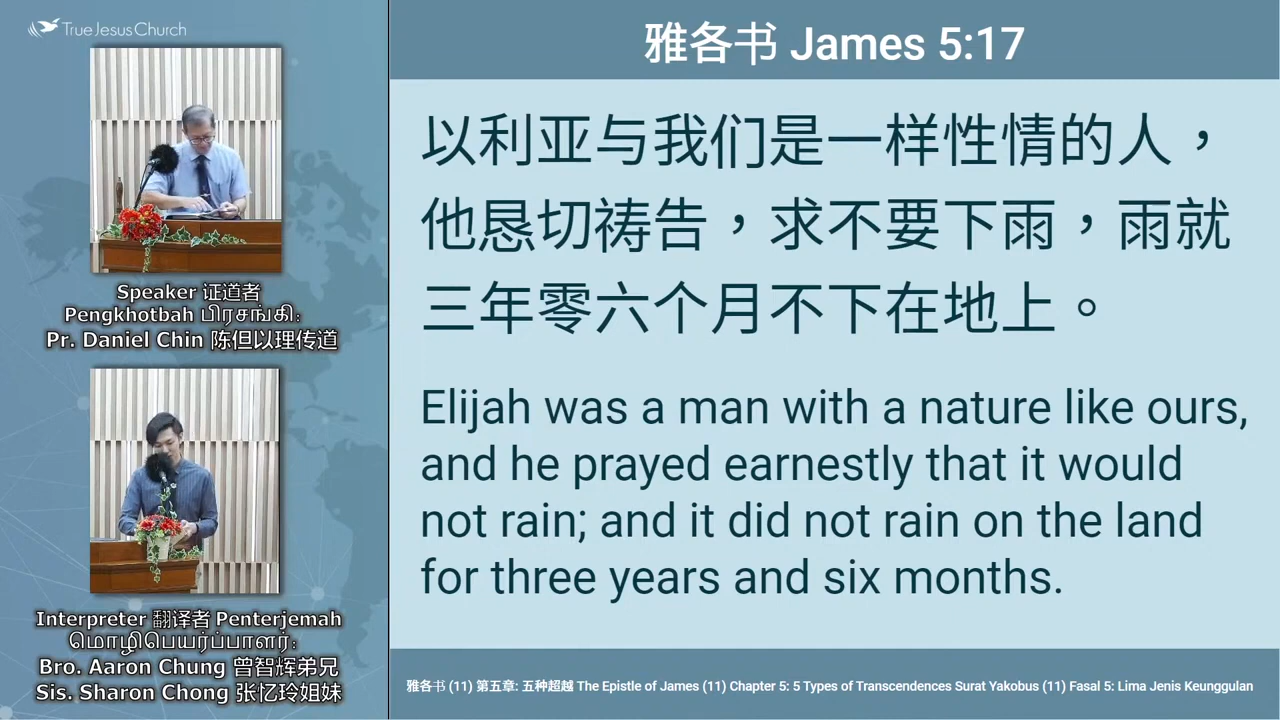 True Jesus Church
Speaker 证道者
Pengkhotbah பிரசங்கி:
Pr. Daniel Chin 陈但以理传道
Interpreter 翻译者 Penterjemah
மொழிபெயர்ப்பாளர்:
Bro. Aaron Chung 曾智辉弟兄
Sis. Sharon Chong 张忆玲姐妹
雅各书 James 5:17
以利亚与我们是一样性情的人，
他恳切祷告，求不要下雨，雨就
三年零六个月不下在地上。
Elijah was a man with a nature like ours,
and he prayed earnestly that it would
not rain; and it did not rain on the land
for three years and six months.
雅各书 (11) 第五章: 五种超越 The Epistle of James (11) Chapter 5: 5 Types of Transcendences Surat Yakobus (11) Fasal 5: Lima Jenis Keunggulan